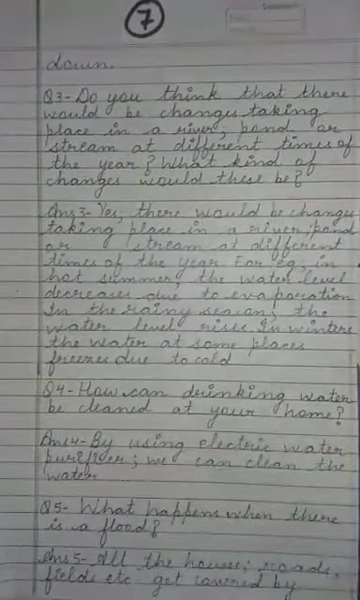 7
down.
Q3- Do you think that there
would be changes taking
place in a river, pond or
stream at different times of
the year? What kind of
changes would these be?
Ans3- Yes, there would be changes
taking place in a river, pond
or stream at different
times of the year For eg; in
hot summer, the water level
decreases due to evaporation
In the rainy season; the
water level rises In winters
the water at some places
freezes due to cold
Q4- How can drinking water
be cleaned at your home?
Ans4- By using electric water
purifier; we can clean the
water
Q5- What happens when there
is a flood?
Ans5- All the houses; roads,
fields etc get covered by